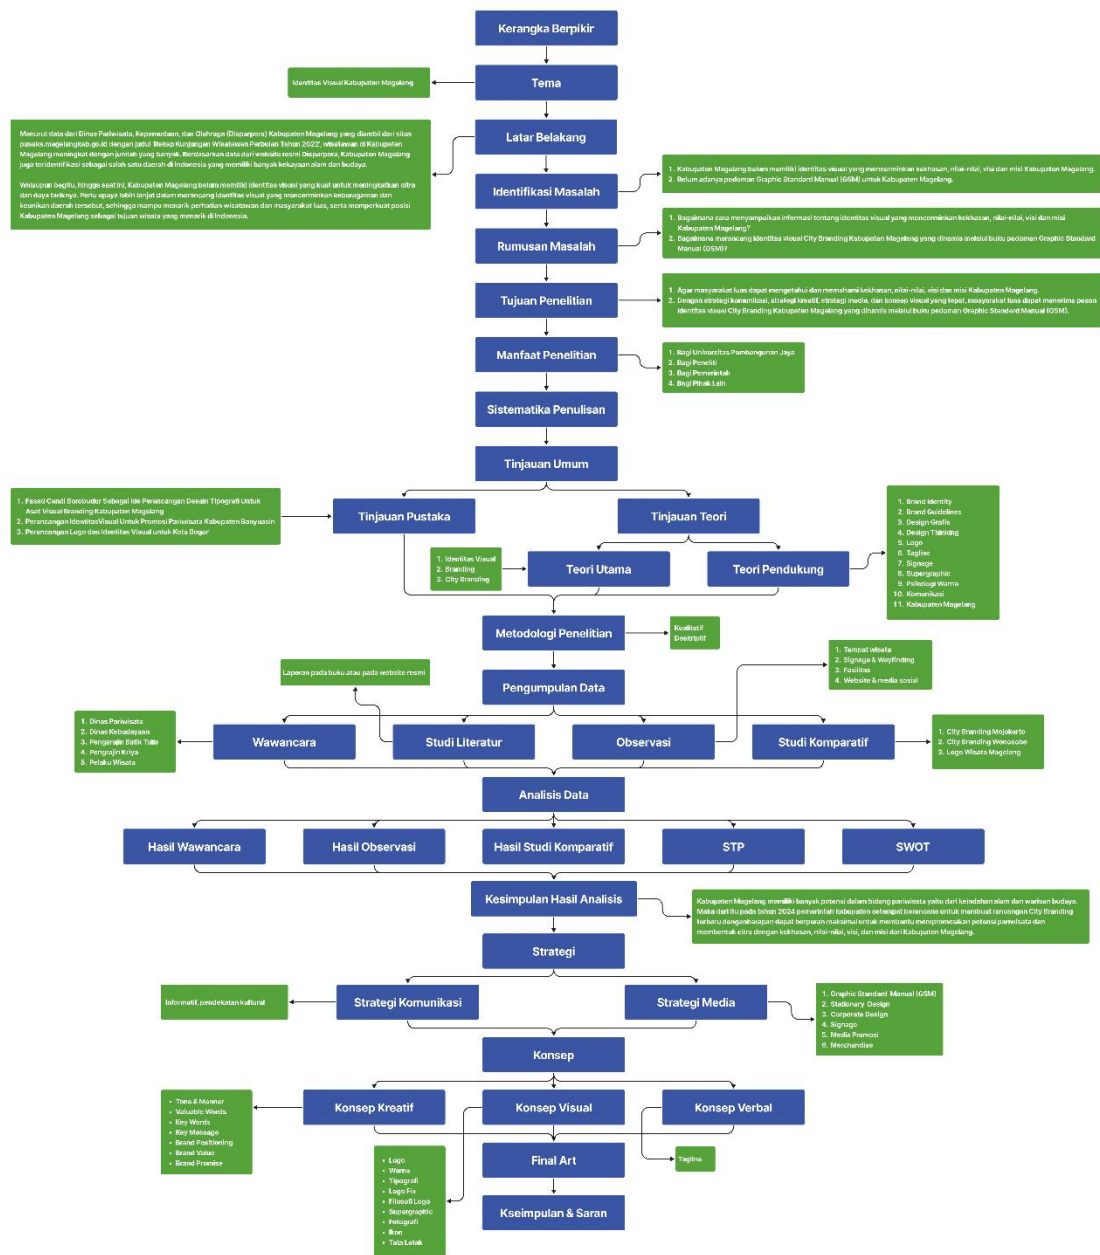 Kerangka Berpikir
Tema
Identitas Visual Kabupaten Magelang
Latar Belakang
Menurut data dari Dinas Pariwisata, Kepemudaan, dan Olahraga (Disparpora) Kabupaten Magelang yang diambil dari situs
pusaka.magelangkab.go.id dengan judul 'Rekap Kunjungan Wisatawan Perbulan Tahun 2022', wisatawan di Kabupaten
Magelang meningkat dengan jumlah yang banyak. Berdasarkan data dari website resmi Disparpora, Kabupaten Magelang
juga teridentifikasi sebagai salah satu daerah di Indonesia yang memiliki banyak kekayaan alam dan budaya.
Walaupun begitu, hingga saat ini, Kabupaten Magelang belum memiliki identitas visual yang kuat untuk meningkatkan citra
dan daya tariknya. Perlu upaya lebih lanjut dalam merancang identitas visual yang mencerminkan keberagaman dan
keunikan daerah tersebut, sehingga mampu menarik perhatian wisatawan dan masyarakat luas, serta memperkuat posisi
Kabupaten Magelang sebagai tujuan wisata yang menarik di Indonesia.
Identifikasi Masalah
1. Kabupaten Magelang belum memiliki identitas visual yang mencerminkan kekhasan, nilai-nilai, visi dan misi Kabupaten Magelang.
2. Belum adanya pedoman Graphic Standard Manual (GSM) untuk Kabupaten Magelang.
Rumusan Masalah
1. Bagaimana cara menyampaikan informasi tentang identitas visual yang mencerminkan kekhasan, nilai-nilai, visi dan misi
Kabupaten Magelang?
2. Bagaimana merancang identitas visual City Branding Kabupaten Magelang yang dinamis melalui buku pedoman Graphic Standard
Manual (GSM)?
Tujuan Penelitian
1. Agar masyarakat luas dapat mengetahui dan memahami kekhasan, nilai-nilai, visi dan misi Kabupaten Magelang.
2. Dengan strategi komunikasi, strategi kreatif, strategi media, dan konsep visual yang tepat, masyarakat luas dapat menerima pesan
identitas visual City Branding Kabupaten Magelang yang dinamis melalui buku pedoman Graphic Standard Manual (GSM).
Manfaat Penelitian
1. Bagi Universitas Pembangunan Jaya
2. Bagi Peneliti
3. Bagi Pemerintah
4. Bagi Pihak Lain
Sistematika Penulisan
Tinjauan Umum
1. Fasad Candi Borobudur Sebagai Ide Perancangan Desain Tipografi Untuk
Aset Visual Branding Kabupaten Magelang
2. Perancangan IdentitasVisual Untuk Promosi Pariwisata Kabupaten Banyuasin
3. Perancangan Logo dan Identitas Visual untuk Kota Bogor
Tinjauan Pustaka
Tinjauan Teori
1. Identitas Visual
2. Branding
3. City Branding
Teori Utama
Teori Pendukung
1. Brand Identity
2. Brand Guidelines
3. Design Grafis
4. Design Thinking
5. Logo
6. Tagline
7. Signage
8. Supergraphic
9. Psikologi Warna
10. Komunikasi
11. Kabupaten Magelang
Metodologi Penelitian
Kualitatif
Deskriptif
Pengumpulan Data
Laporan pada buku atau pada website resmi
1. Tempat wisata
2. Signage & Wayfinding
3. Fasilitas
4. Website & media sosial
1. Dinas Pariwisata
2. Dinas Kebudayaan
3. Pengarajin Batik Tulis
4. Pengrajin Kriya
5. Pelaku Wisata
Wawancara
Studi Literatur
Observasi
Studi Komparatif
1. City Branding Mojokerto
2. City Branding Wonosobo
3. Logo Wisata Magelang
Analisis Data
Hasil Wawancara
Hasil Observasi
Hasil Studi Komparatif
STP
SWOT
Kesimpulan Hasil Analisis
Kabupaten Magelang memiliki banyak potensi dalam bidang pariwisata yaitu dari keindahan alam dan warisan budaya.
Maka dari itu pada tahun 2024 pemerintah kabupaten setempat berencana untuk membuat rancangan City Branding
terbaru denganharapan dapat berperan maksimal untuk membantu mempromosikan potensi pariwisata dan
membentuk citra dengan kekhasan, nilai-nilai, visi, dan misi dari Kabupaten Magelang.
Strategi
Informatif, pendekatan kultural
Strategi Komunikasi
Strategi Media
1. Graphic Standard Manual (GSM)
2. Stationary Design
3. Corporate Design
4. Signage
5. Media Promosi
6. Merchandise
Konsep
• Tone & Manner
• Valuable Words
• Key Words
• Key Message
• Brand Positioning
• Brand Value
• Brand Promise
Konsep Kreatif
Konsep Visual
Konsep Verbal
• Logo
• Warna
• Tipografi
• Logo Fix
• Filosofi Logo
• Supergraphic
• Fotografi
• Ikon
• Tata Letak
Tagline
Final Art
Kseimpulan & Saran